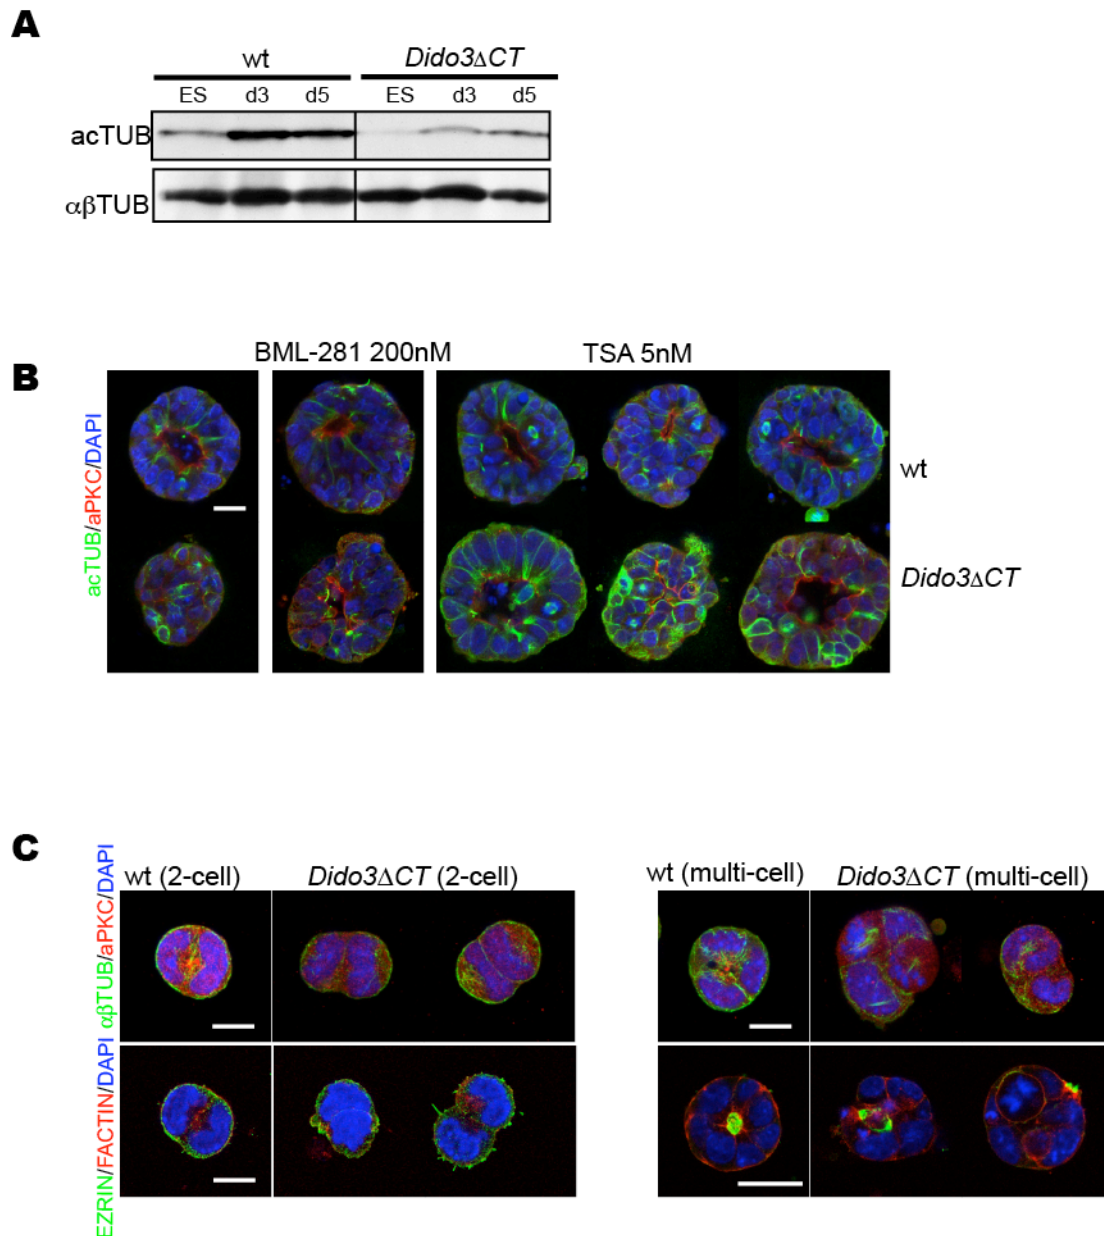 A
wt
Dido3ΔCT
ES d3 d5 ES d3 d5
acTUB
αβTUB
B
BML-281 200nM
TSA 5nM
acTUB/aPKC/DAPI
wt
Dido3ΔCT
C
wt (2-cell)
Dido3ΔCT (2-cell)
wt (multi-cell)
Dido3ΔCT (multi-cell)
αβTUB/aPKC/DAPI
EZRIN/FACTIN/DAPI